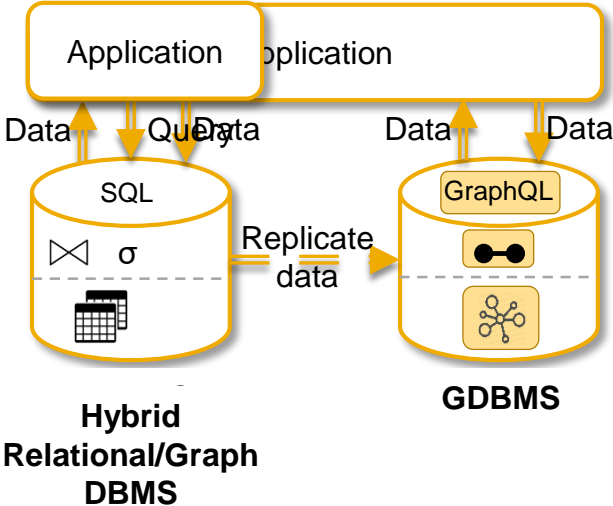 Application
pplication
Data
Query
Data
Data
Data
SQL
GraphQL
σ
Replicate
data
GDBMS
Hybrid
Relational/Graph
DBMS